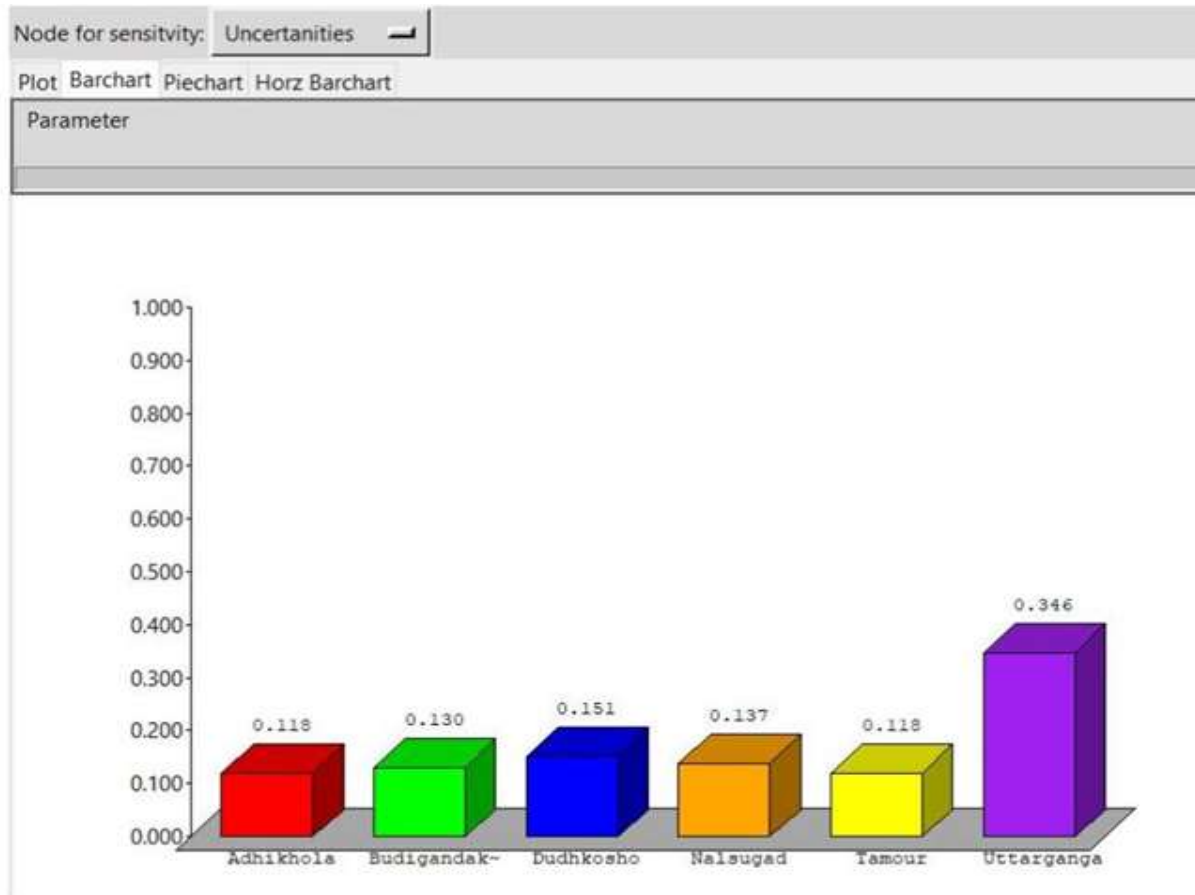 Node for sensitvity: Uncertanities
Plot Barchart Piechart Horz Barchart
Parameter
1.000
0.900
0.800
0.700
0.600
0.500
0.400
0.300
0.200
0.100
0.000
0.118 0.130 0.151 0.137 0.118 0.346
Adhikhola Budigandak~ Dudhkosho Nalsugad Tamour Uttarganga